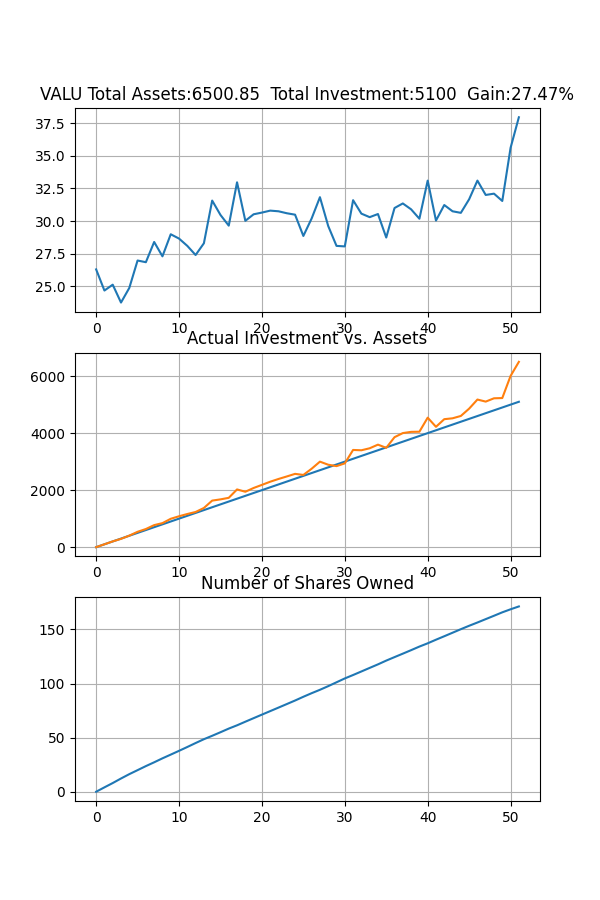 VALU Total Assets:6500.85  Total Investment:5100  Gain:27.47%
37.5
35.0
32.5
30.0
27.5
25.0
0 10 20 30 40 50
Actual Investment vs. Assets
6000
4000
2000
0
0 10 20 30 40 50
Number of Shares Owned
150
100
50
0
0 10 20 30 40 50